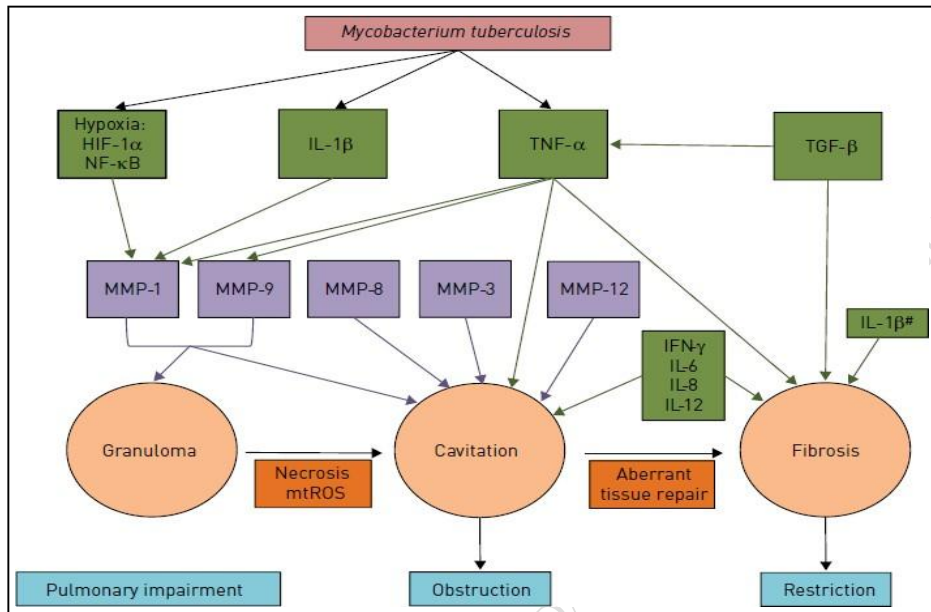 Mycobacterium tuberculosis
Hypoxia:
HIF-1α
NF-κB
IL-1β
TNF-α
TGF-β
MMP-1
MMP-9
MMP-8
MMP-3
MMP-12
IL-1β#
IFN-γ
IL-6
IL-8
IL-12
Granuloma
Necrosis
mtROS
Cavitation
Aberrant
tissue repair
Fibrosis
Pulmonary impairment
Obstruction
Restriction